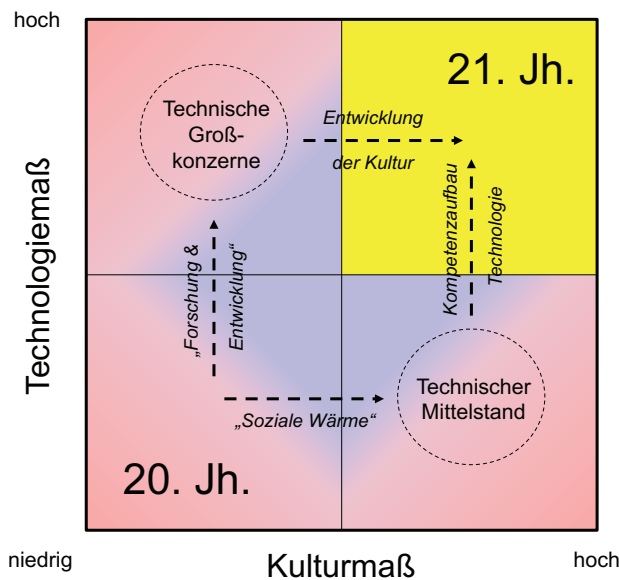 hoch
21. Jh.
Technische
Groß-
konzerne
Entwicklung
der Kultur
Technologiemaß
„Forschung &
Entwicklung“
Kompetenzaufbau
Technologie
Technischer
Mittelstand
„Soziale Wärme“
20. Jh.
niedrig
Kulturmaß
hoch